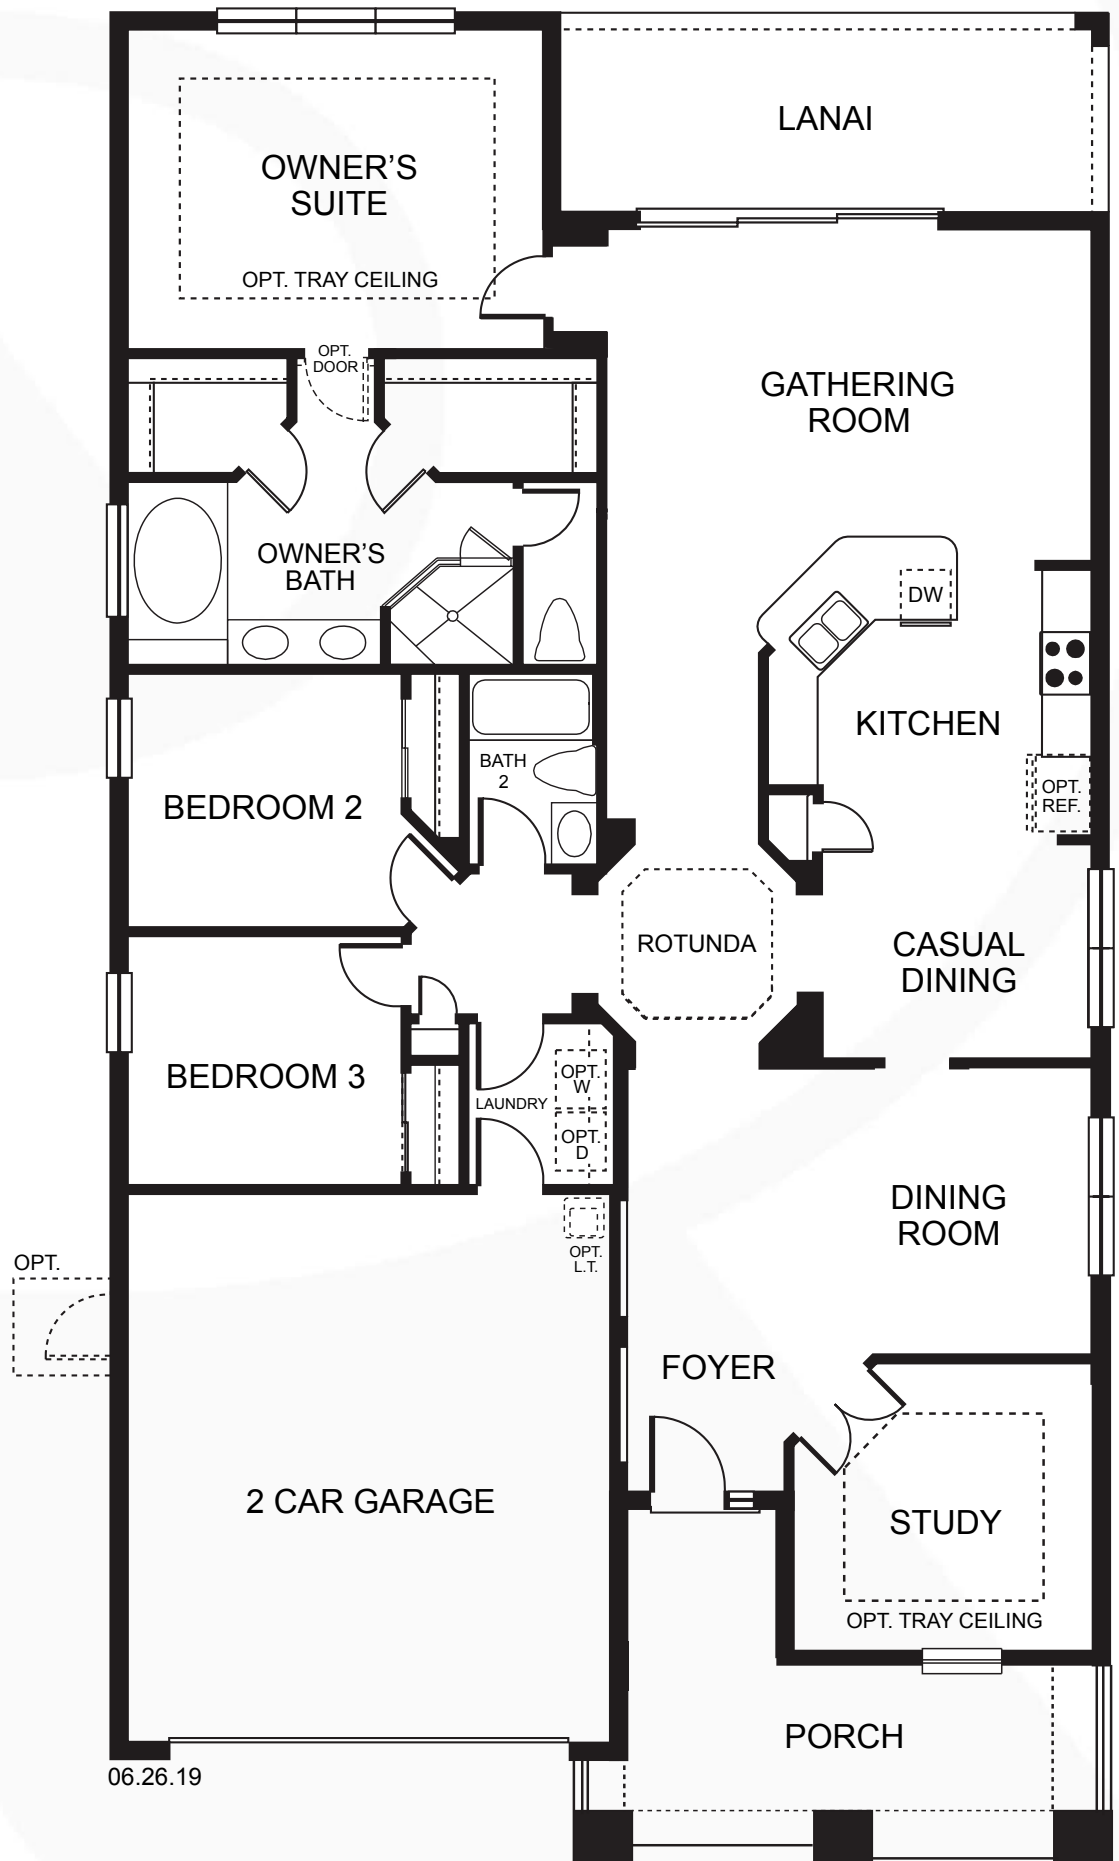 LANAI
OWNER'S
SUITE
OPT. TRAY CEILING
OPT.
DOOR
GATHERING
ROOM
OWNER'S
BATH
DW
KITCHEN
BATH
2
OPT.
REF.
BEDROOM 2
ROTUNDA
CASUAL
DINING
BEDROOM 3
OPT.
W
LAUNDRY
OPT.
D
DINING
ROOM
OPT.
L.T.
OPT.
FOYER
2 CAR GARAGE
STUDY
OPT. TRAY CEILING
PORCH
06.26.19